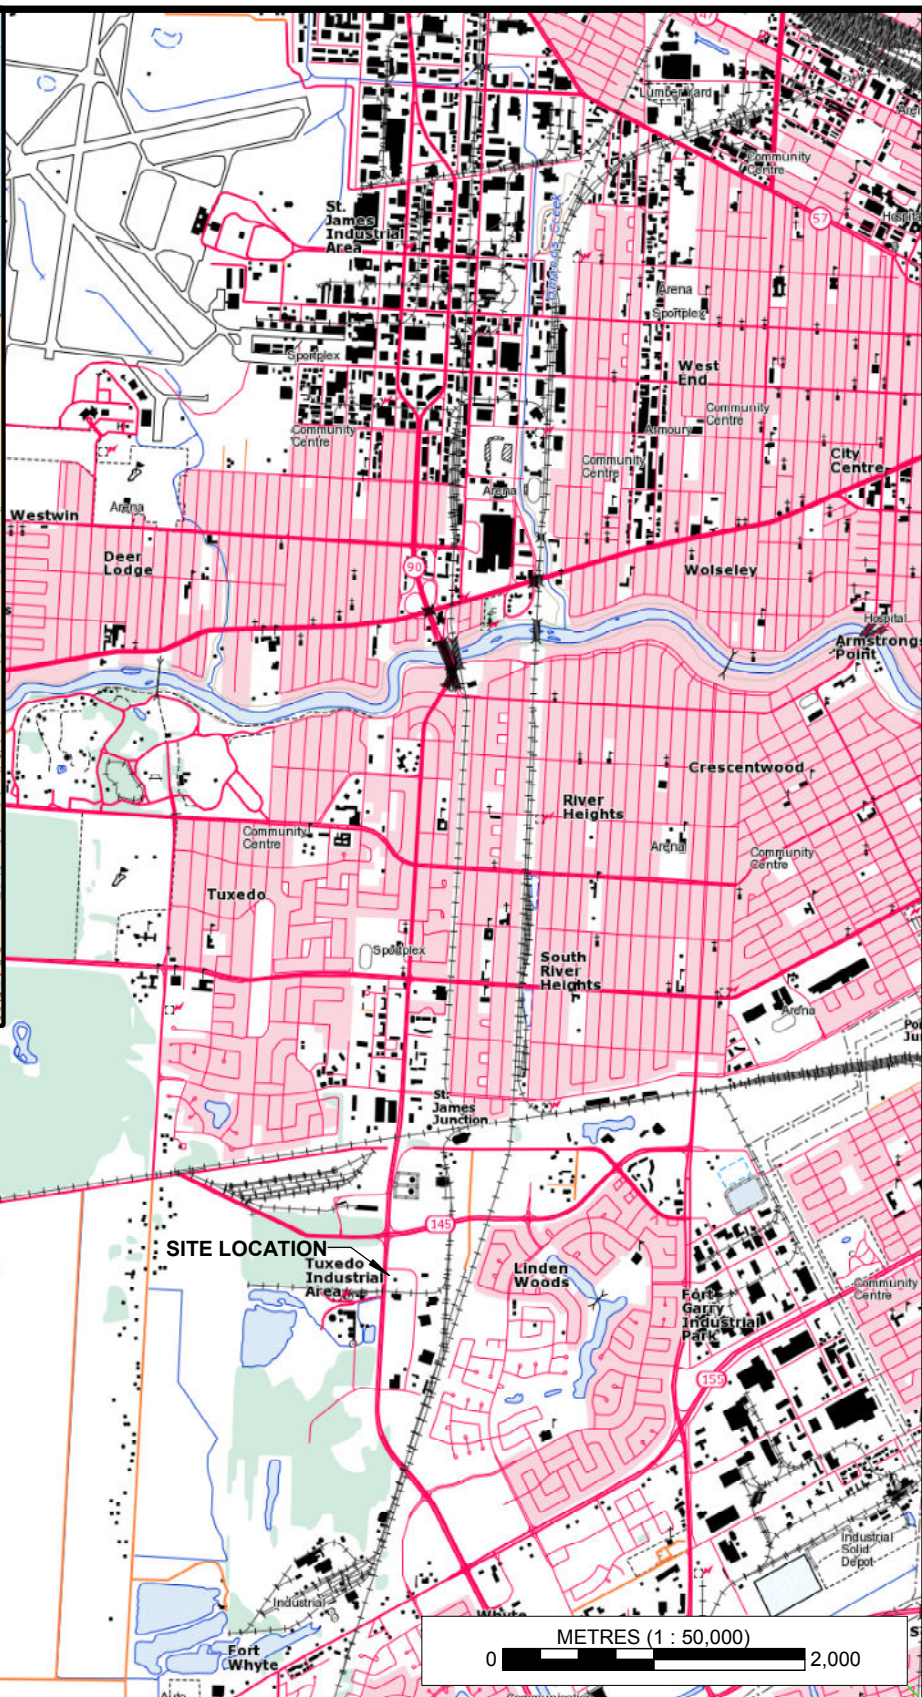 47
Lumber Yard
Community
Centre
57
St.
James
Industrial
Area
Omands Creek
Arena
Sportplex
Sportplex
West
End
Community
Centre
Community
Centre
Armoury
Community
Centre
City
Centre
H
Arena
Arena
Westwin
Deer
Lodge
90
Wolseley
Hospital
Armstrong
Point
Crescentwood
River
Heights
Community
Centre
Arena
Community
Centre
Tuxedo
Sportplex
South
River
Heights
Arena
St.
James
Junction
145
SITE LOCATION
Tuxedo
Industrial
Area
Linden
Woods
Fort
Garry
Industrial
Park
Community
Centre
155
Industrial
Solid
Depot
Industrial
Fort
Whyte
Whyte
METRES (1 : 50,000)
0 2,000